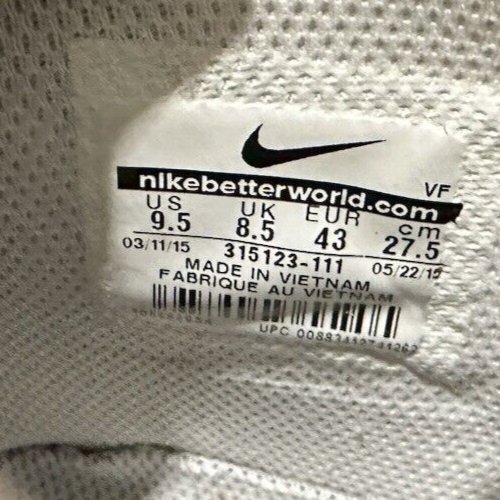 VF
nikebetterworld.com
US UK EUR cm
9.5 8.5 43 27.5
03/11/15 315123-111 05/22/15
MADE IN VIETNAM
FABRIQUE AU VIETNAM
UPC